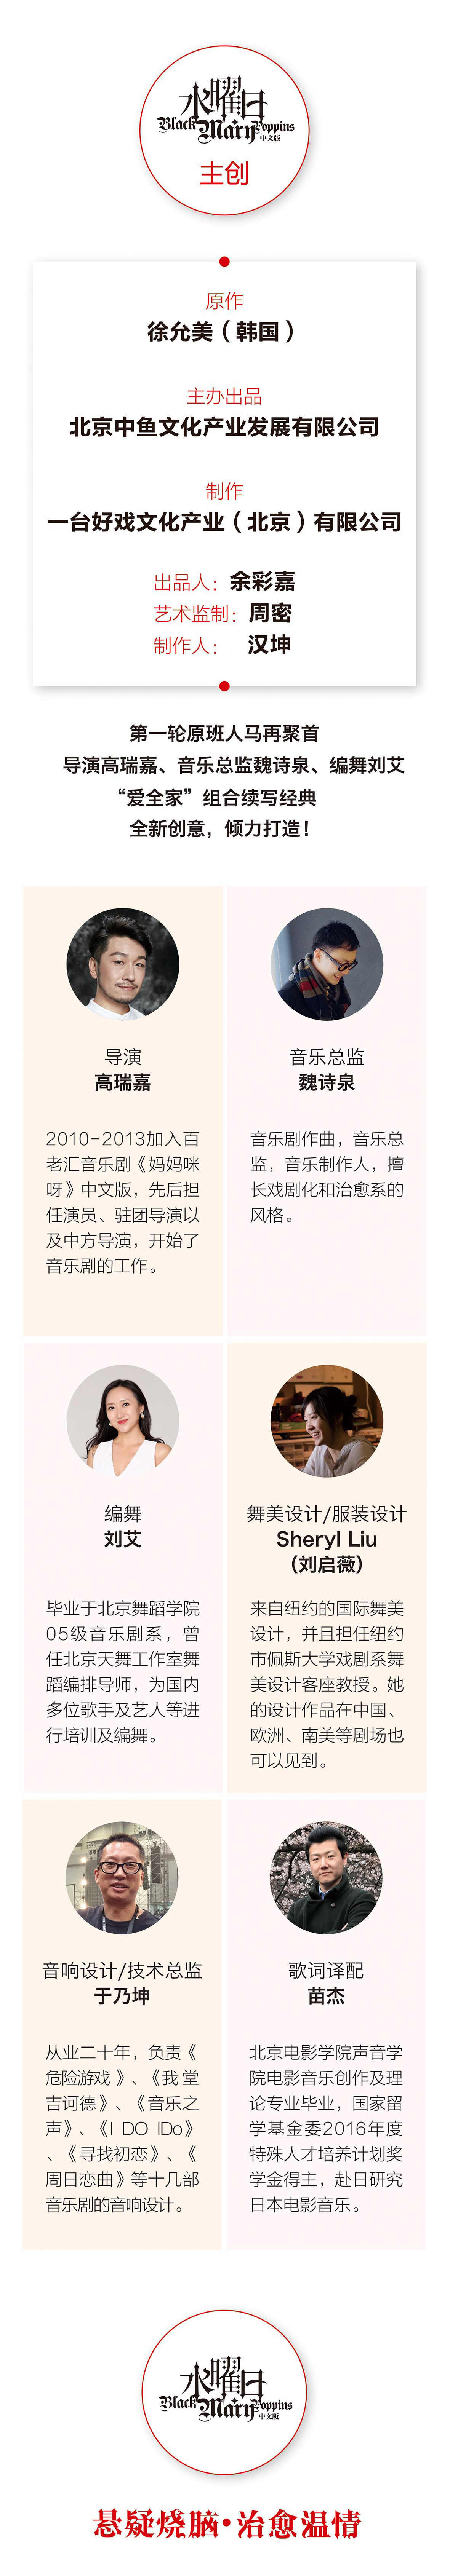 水曜日
Black Mary Poppins
中文版
主创
原作
徐允美（韩国）
主办出品
北京中鱼文化产业发展有限公司
制作
一台好戏文化产业（北京）有限公司
出品人：余彩嘉
艺术监制：周密
制作人：汉坤
第一轮原班人马再聚首
导演高瑞嘉、音乐总监魏诗泉、编舞刘艾
“爱全家”组合续写经典
全新创意，倾力打造！
导演
高瑞嘉
2010-2013加入百
老汇音乐剧《妈妈咪
呀》中文版，先后担
任演员、驻团导演以
及中方导演，开始了
音乐剧的工作。
音乐总监
魏诗泉
音乐剧作曲，音乐总
监，音乐制作人，擅
长戏剧化和治愈系的
风格。
编舞
刘艾
毕业于北京舞蹈学院
05级音乐剧系，曾
任北京天舞工作室舞
蹈编排导师，为国内
多位歌手及艺人等进
行培训及编舞。
舞美设计/服装设计
Sheryl Liu
（刘启薇）
来自纽约的国际舞美
设计，并且担任纽约
市佩斯大学戏剧系舞
美设计客座教授。她
的设计作品在中国、
欧洲、南美等剧场也
可以见到。
音响设计/技术总监
于乃坤
从业二十年，负责《
危险游戏 》、《我 堂
吉诃德》、《音乐之
声》、《I DO IDo》
、《寻找初恋》、《
周日恋曲》等十几部
音乐剧的音响设计。
歌词译配
苗杰
北京电影学院声音学
院电影音乐创作及理
论专业毕业，国家留
学基金委2016年度
特殊人才培养计划奖
学金得主，赴日研究
日本电影音乐。
水曜日
Black Mary Poppins
中文版
悬疑烧脑·治愈温情